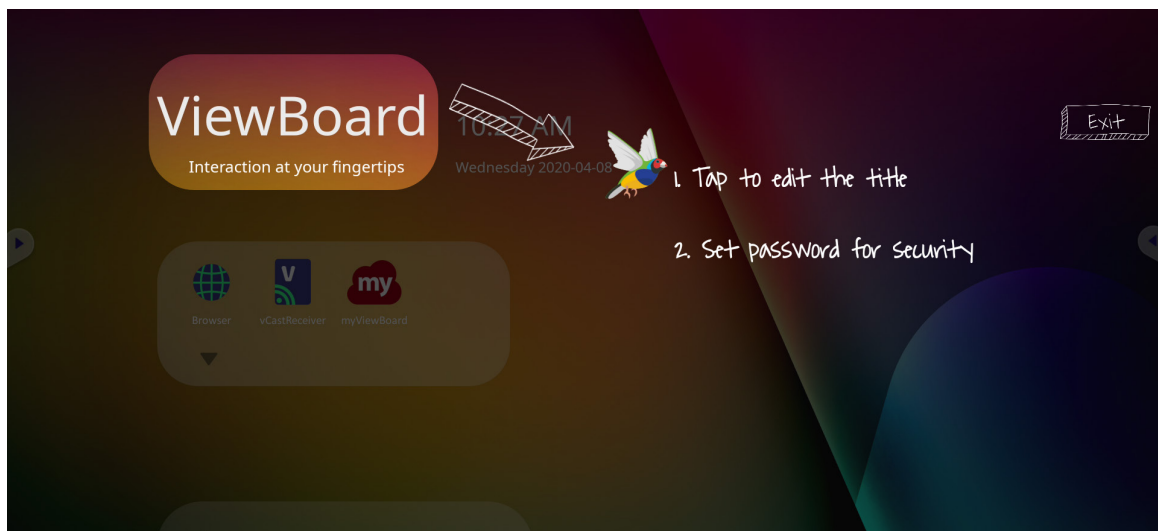 ViewBoard
Interaction at your fingertips
10:27 AM
Wednesday 2020-04-08
Exit
1. Tap to edit the title
2. Set password for security
V
my
Browser
vCastReceiver
myViewBoard